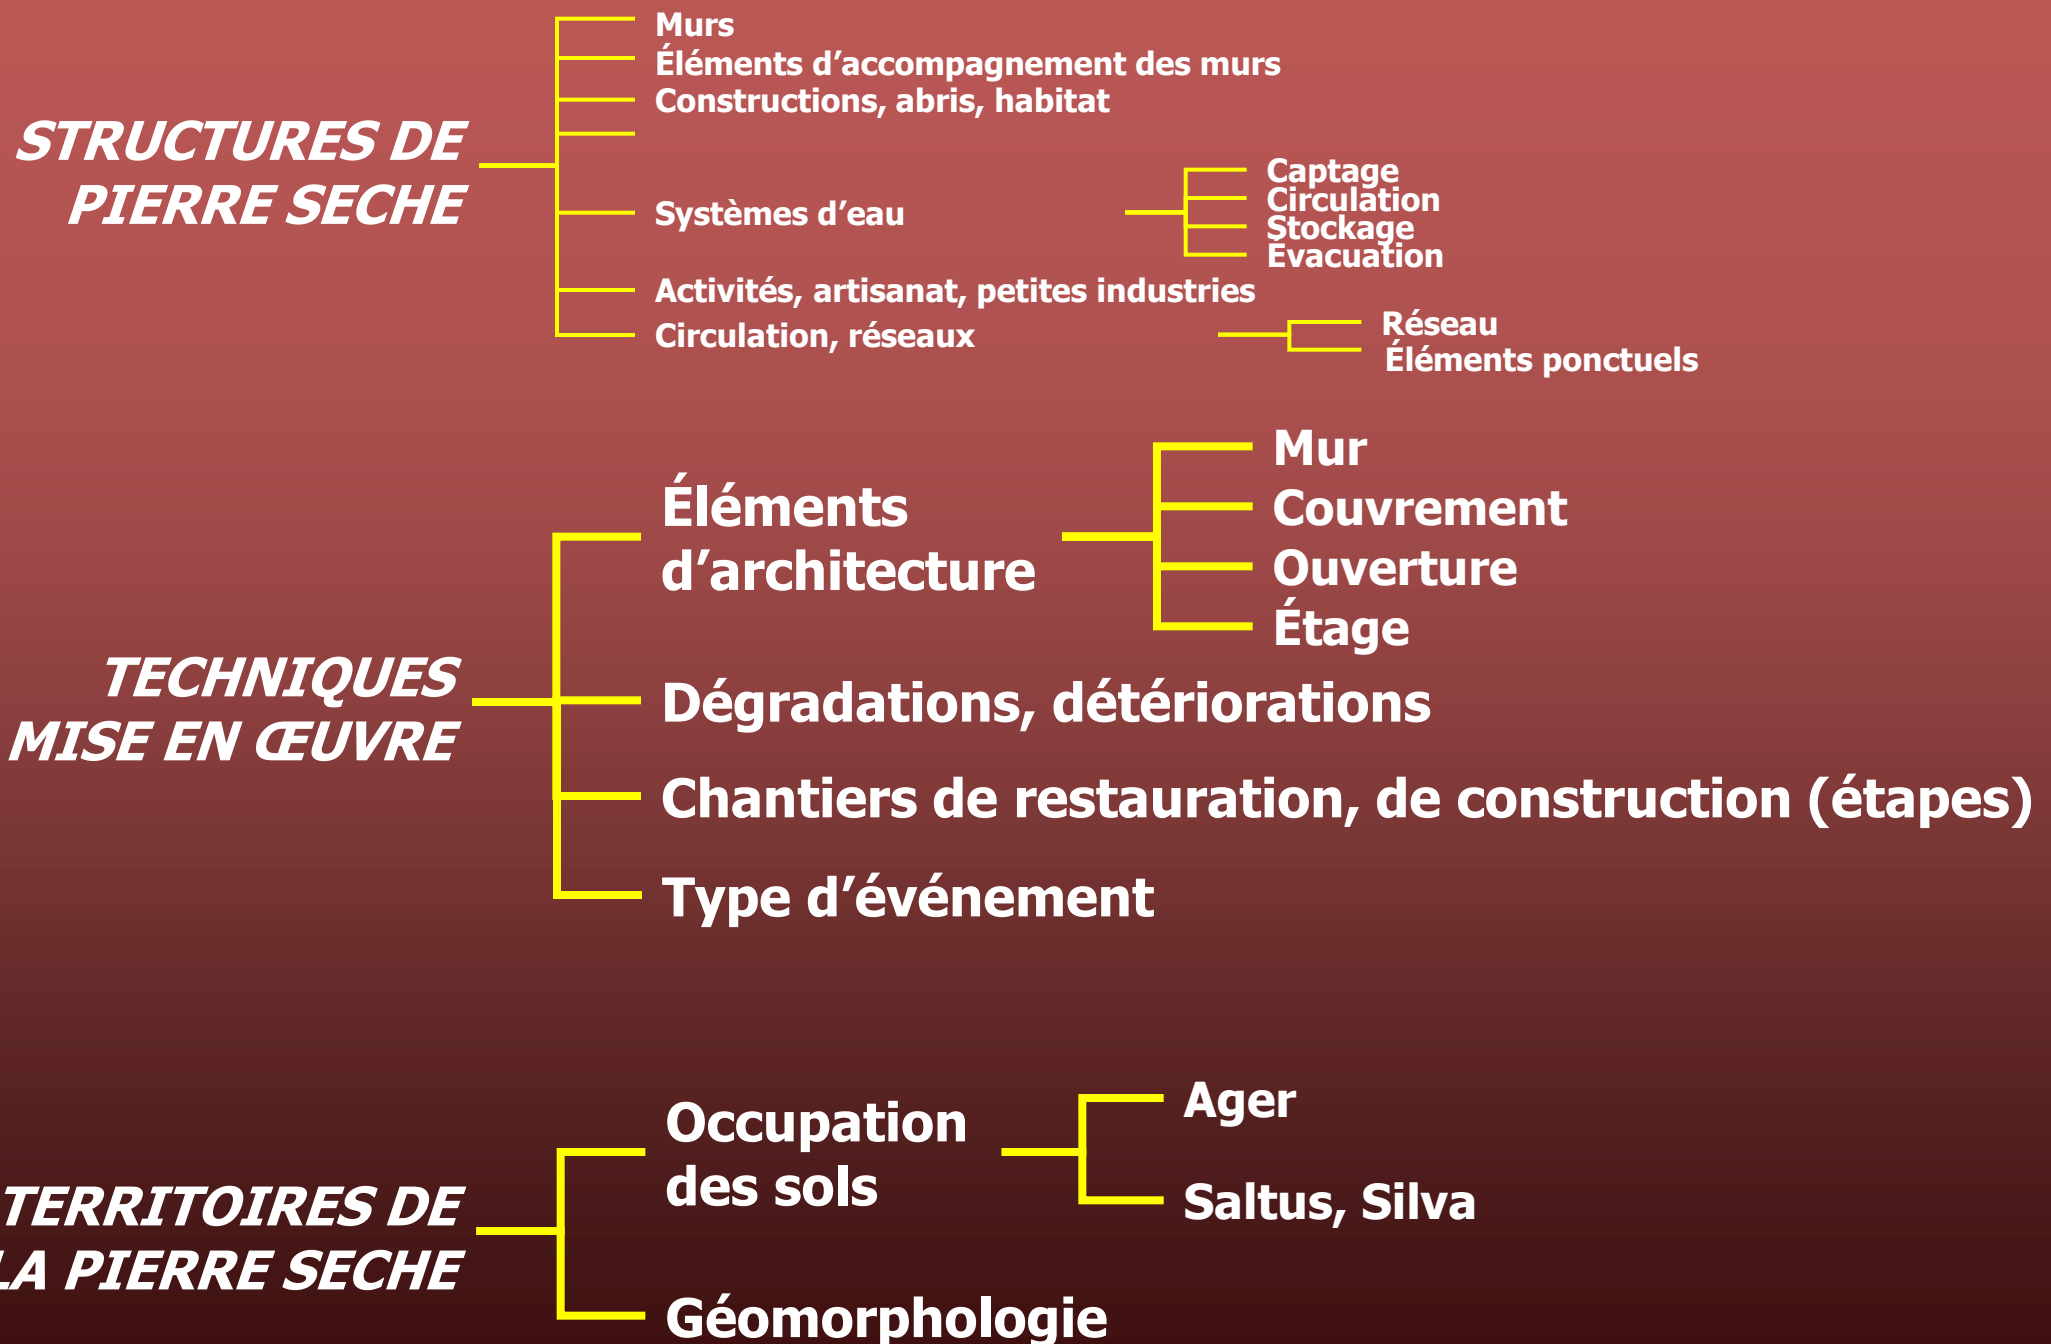 STRUCTURES DE
PIERRE SECHE
Murs
Éléments d’accompagnement des murs
Constructions, abris, habitat
Systèmes d’eau
Captage
Circulation
Stockage
Évacuation
Activités, artisanat, petites industries
Circulation, réseaux
Réseau
Éléments ponctuels
TECHNIQUES
MISE EN ŒUVRE
Éléments
d’architecture
Mur
Couvrement
Ouverture
Étage
Dégradations, détériorations
Chantiers de restauration, de construction (étapes)
Type d’événement
TERRITOIRES DE
LA PIERRE SECHE
Occupation
des sols
Ager
Saltus, Silva
Géomorphologie